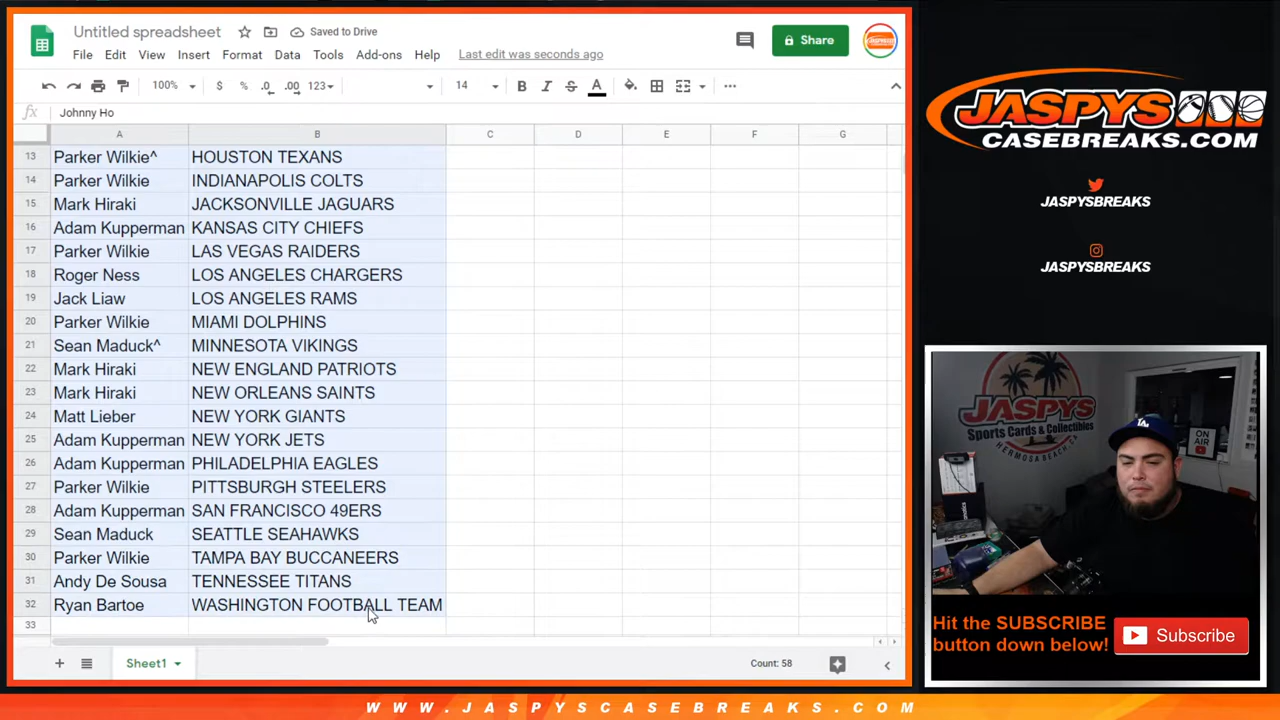 Untitled spreadsheet
Saved to Drive
File Edit View Insert Format Data Tools Add-ons Help Last edit was seconds ago
Share
100% $ % .0 .00 123 14 B I S A
fx Johnny Ho
A B C D E F G
13 Parker Wilkie^ HOUSTON TEXANS
14 Parker Wilkie INDIANAPOLIS COLTS
15 Mark Hiraki JACKSONVILLE JAGUARS
16 Adam Kupperman KANSAS CITY CHIEFS
17 Parker Wilkie LAS VEGAS RAIDERS
18 Roger Ness LOS ANGELES CHARGERS
19 Jack Liaw LOS ANGELES RAMS
20 Parker Wilkie MIAMI DOLPHINS
21 Sean Maduck^ MINNESOTA VIKINGS
22 Mark Hiraki NEW ENGLAND PATRIOTS
23 Mark Hiraki NEW ORLEANS SAINTS
24 Matt Lieber NEW YORK GIANTS
25 Adam Kupperman NEW YORK JETS
26 Adam Kupperman PHILADELPHIA EAGLES
27 Parker Wilkie PITTSBURGH STEELERS
28 Adam Kupperman SAN FRANCISCO 49ERS
29 Sean Maduck SEATTLE SEAHAWKS
30 Parker Wilkie TAMPA BAY BUCCANEERS
31 Andy De Sousa TENNESSEE TITANS
32 Ryan Bartoe WASHINGTON FOOTBALL TEAM
33
Sheet1
Count: 58
JASPYS
CASEBREAKS.COM
JASPYSBREAKS
JASPYSBREAKS
JASPYS
Sports Cards & Collectibles
HERMOSA BEACH, CA
ON AIR
LA
Hit the SUBSCRIBE
button down below!
Subscribe
WWW.JASPYSCASEBREAKS.COM